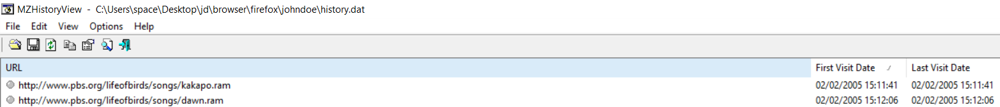 MZHistoryView - C:\Users\space\Desktop\jd\browser\firefox\johndoe\history.dat
File Edit View Options Help
URL First Visit Date Last Visit Date
http://www.pbs.org/lifeofbirds/songs/kakapo.ram 02/02/2005 15:11:41 02/02/2005 15:11:41
http://www.pbs.org/lifeofbirds/songs/dawn.ram 02/02/2005 15:12:06 02/02/2005 15:12:06